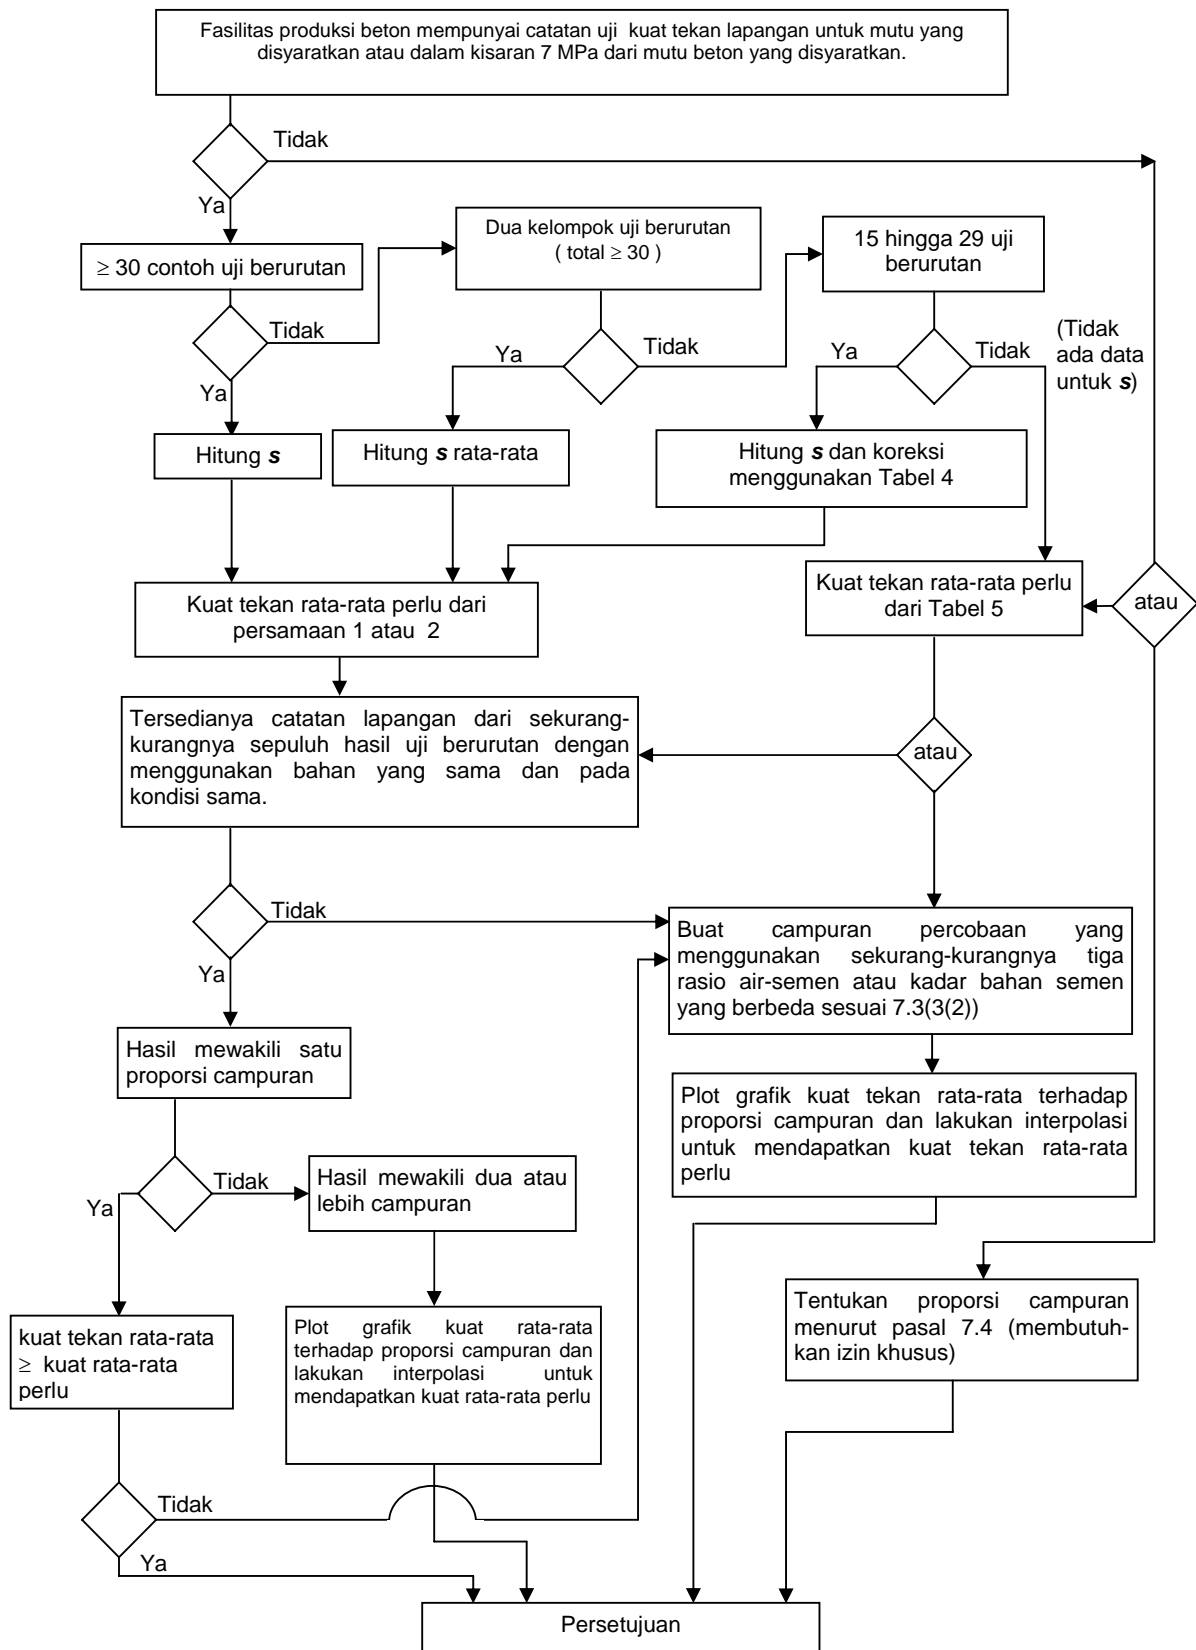 Fasilitas produksi beton mempunyai catatan uji kuat tekan lapangan untuk mutu yang
disyaratkan atau dalam kisaran 7 MPa dari mutu beton yang disyaratkan.
Tidak
Ya
≥ 30 contoh uji berurutan
Dua kelompok uji berurutan
( total ≥ 30 )
15 hingga 29 uji
berurutan
Tidak
Ya
Ya
Tidak
Ya
Tidak
(Tidak
ada data
untuk s)
Hitung s
Hitung s rata-rata
Hitung s dan koreksi
menggunakan Tabel 4
Kuat tekan rata-rata perlu dari
persamaan 1 atau 2
Kuat tekan rata-rata perlu
dari Tabel 5
atau
Tersedianya catatan lapangan dari sekurang-
kurangnya sepuluh hasil uji berurutan dengan
menggunakan bahan yang sama dan pada
kondisi sama.
atau
Tidak
Ya
Buat campuran percobaan yang
menggunakan sekurang-kurangnya tiga
rasio air-semen atau kadar bahan semen
yang berbeda sesuai 7.3(3(2))
Hasil mewakili satu
proporsi campuran
Plot grafik kuat tekan rata-rata terhadap
proporsi campuran dan lakukan interpolasi
untuk mendapatkan kuat tekan rata-rata
perlu
Tidak
Ya
Hasil mewakili dua atau
lebih campuran
kuat tekan rata-rata
≥ kuat rata-rata
perlu
Plot grafik kuat rata-rata
terhadap proporsi campuran dan
lakukan interpolasi untuk
mendapatkan kuat rata-rata perlu
Tentukan proporsi campuran
menurut pasal 7.4 (membutuh-
kan izin khusus)
Tidak
Ya
Persetujuan